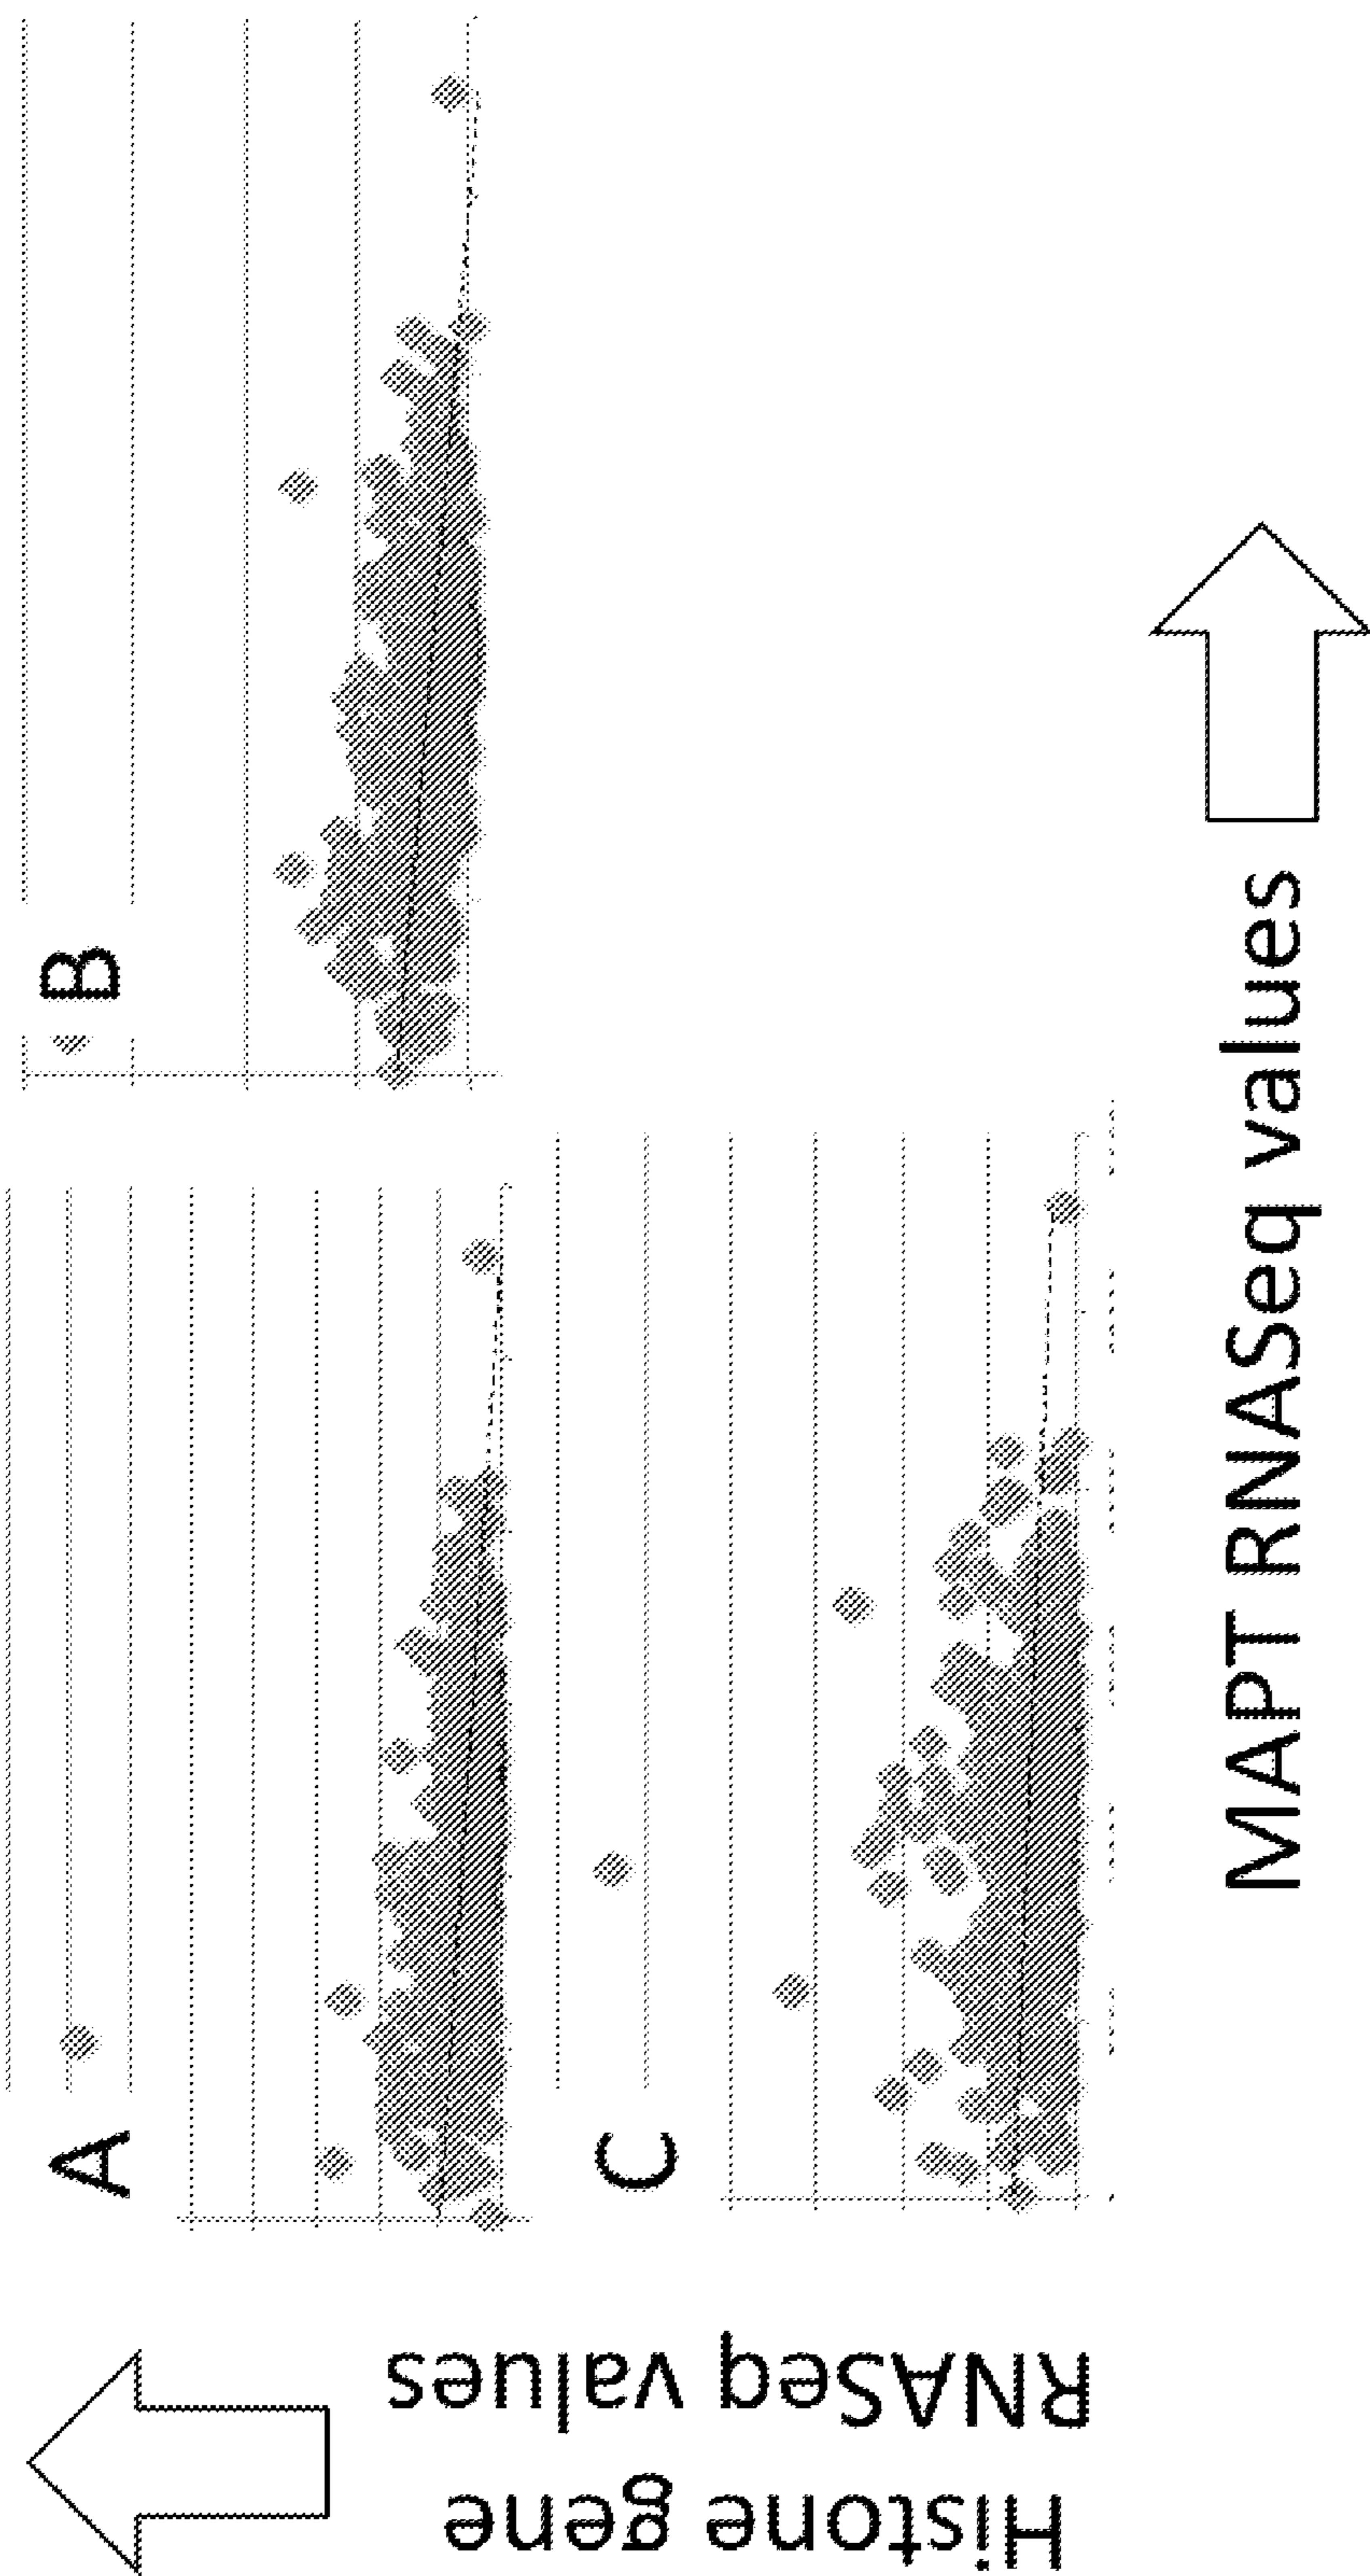 A
B
C
Histone gene
RNASeq values
MAPT RNASeq values